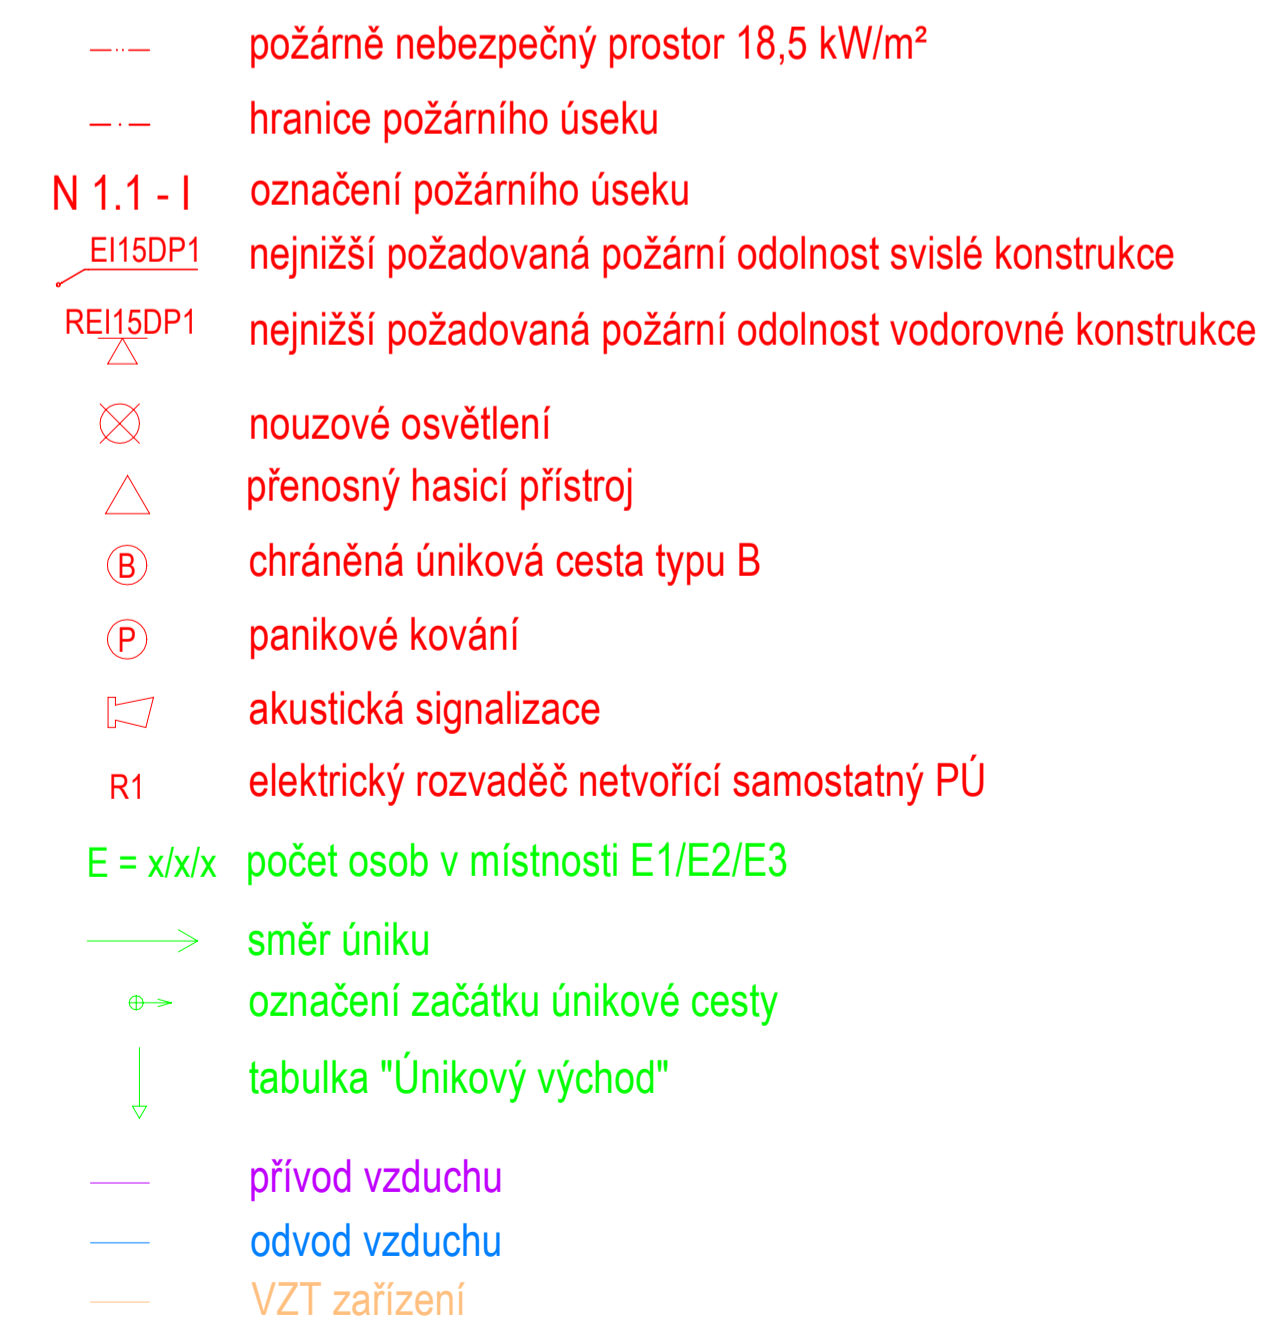 požárně nebezpečný prostor 18,5 kW/m²
hranice požárního úseku
N 1.1 - I označení požárního úseku
EI15DP1 nejnižší požadovaná požární odolnost svislé konstrukce
REI15DP1 nejnižší požadovaná požární odolnost vodorovné konstrukce
nouzové osvětlení
přenosný hasicí přístroj
B chráněná úniková cesta typu B
P panikové kování
akustická signalizace
R1 elektrický rozvaděč netvořící samostatný PÚ
E = x/x/x počet osob v místnosti E1/E2/E3
směr úniku
označení začátku únikové cesty
tabulka "Únikový východ"
přívod vzduchu
odvod vzduchu
VZT zařízení